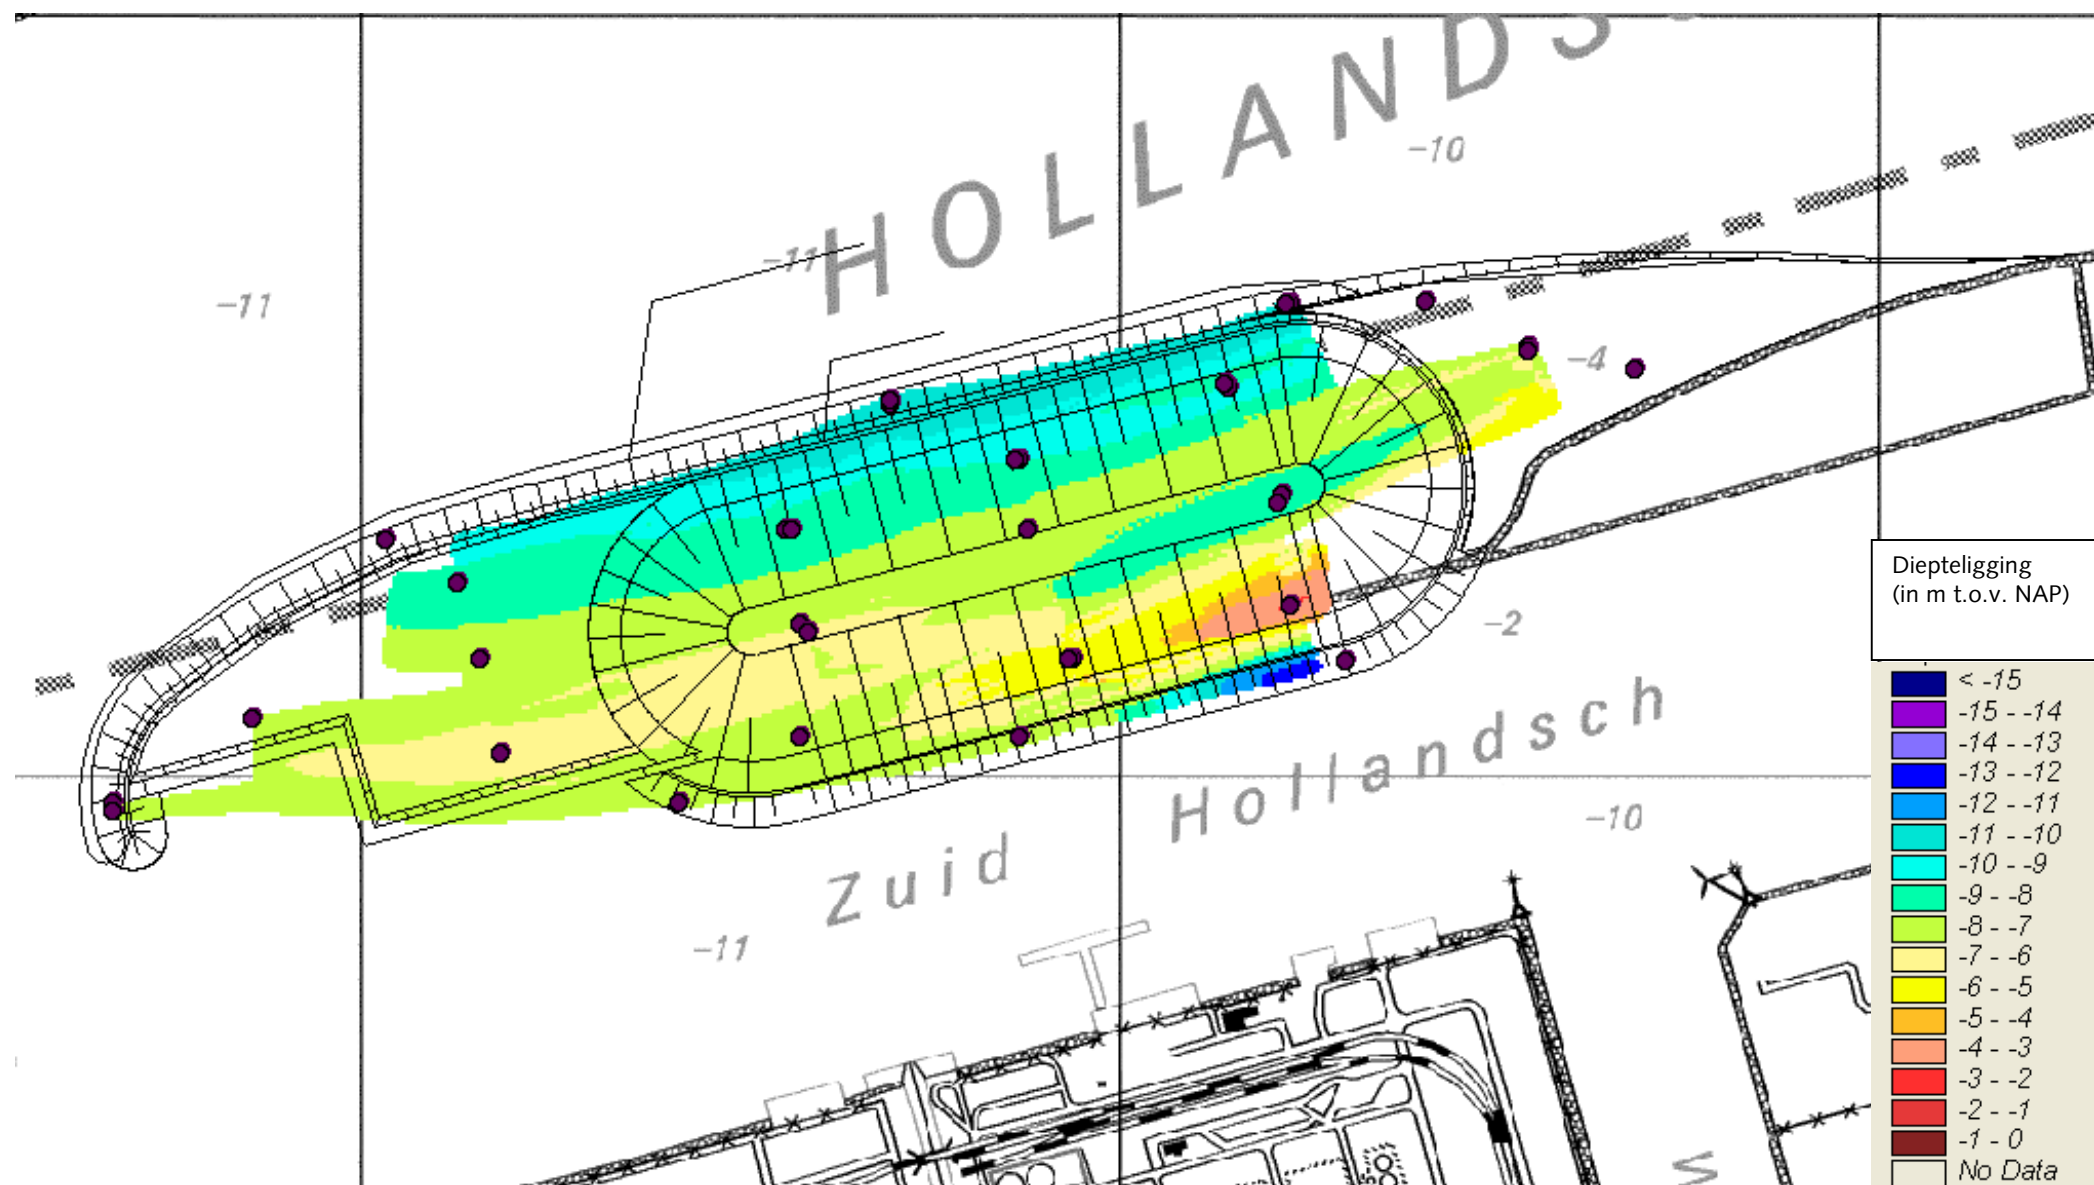 HOLLANDS
-10
-11
-11
-4
-2
Diepteligging
(in m t.o.v. NAP)
Zuid Hollandsch
-10
-11
< -15
-15 - -14
-14 - -13
-13 - -12
-12 - -11
-11 - -10
-10 - -9
-9 - -8
-8 - -7
-7 - -6
-6 - -5
-5 - -4
-4 - -3
-3 - -2
-2 - -1
-1 - 0
No Data